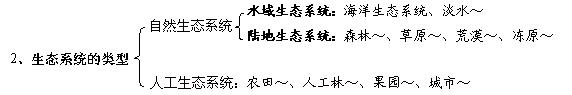 水域生态系统：海洋生态系统、淡水～
自然生态系统
陆地生态系统：森林～、草原～、荒漠～、冻原～
2、生态系统的类型
人工生态系统：农田～、人工林～、果园～、城市～